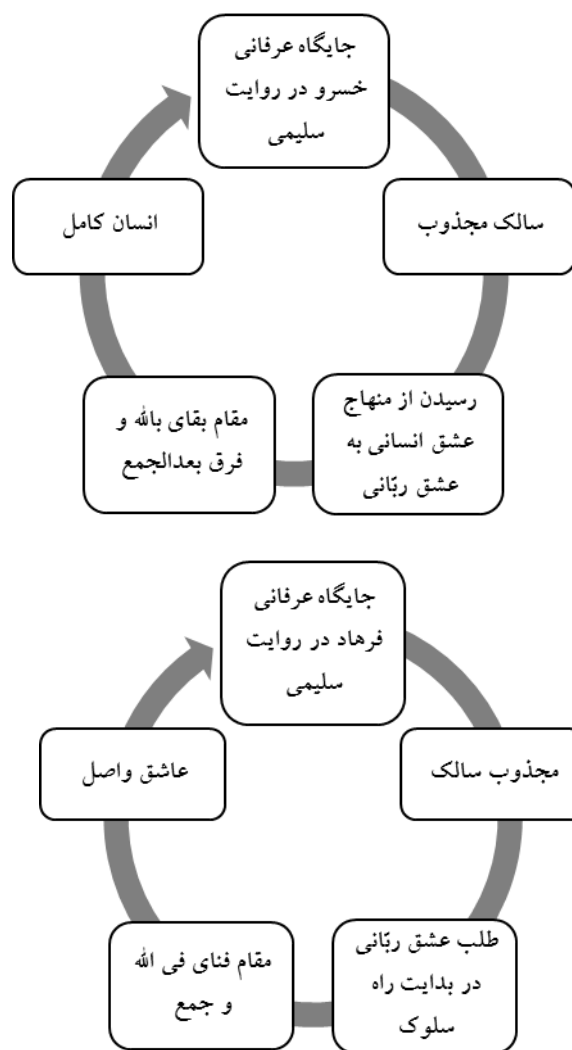 جایگاه عرفانی
خسرو در روایت
سلیمی
سالک مجذوب
رسیدن از منهاج
عشق انسانی به
عشق ربّانی
مقام بقای بالله و
فرق بعدالجمع
انسان کامل
جایگاه عرفانی
فرهاد در روایت
سلیمی
مجذوب سالک
طلب عشق ربّانی
در بدایت راه
سلوک
مقام فنای فی الله
و جمع
عاشق واصل